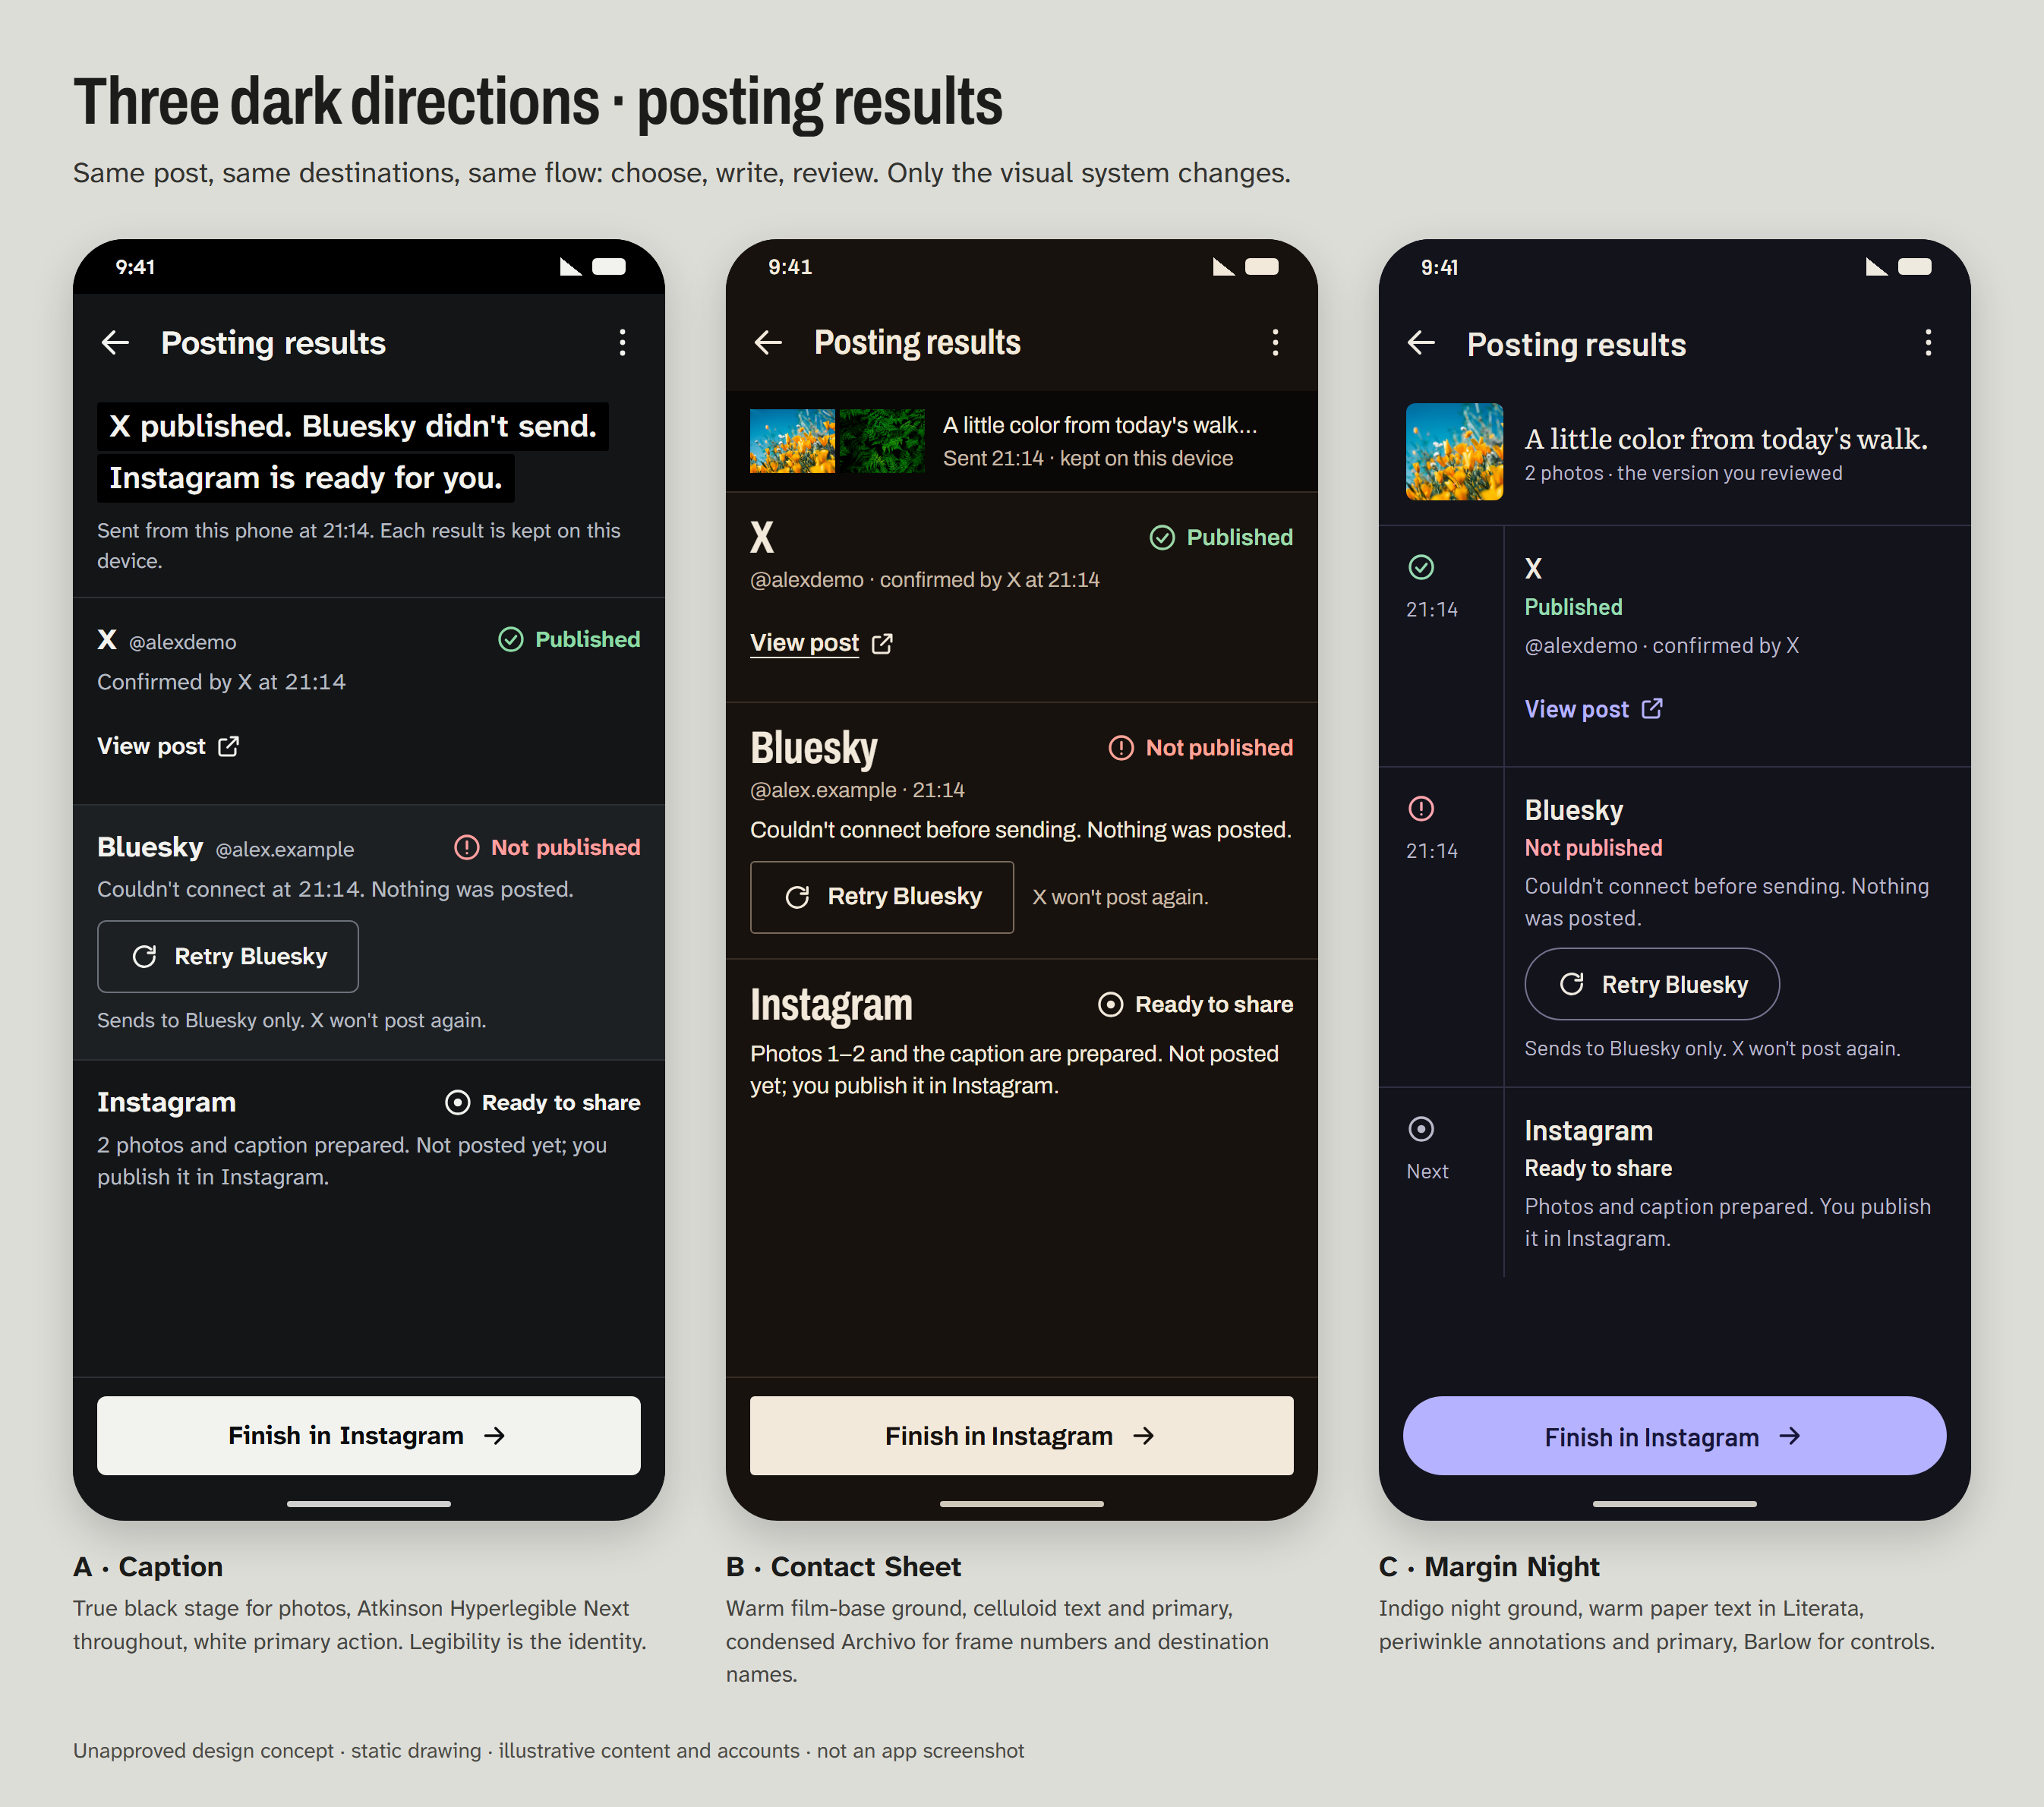 Three dark directions · posting results
Same post, same destinations, same flow: choose, write, review. Only the visual system changes.
9:41
Posting results
X published. Bluesky didn't send.
Instagram is ready for you.
Sent from this phone at 21:14. Each result is kept on this
device.
X @alexdemo
Published
Confirmed by X at 21:14
View post
Bluesky @alex.example
Not published
Couldn't connect at 21:14. Nothing was posted.
Retry Bluesky
Sends to Bluesky only. X won't post again.
Instagram
Ready to share
2 photos and caption prepared. Not posted yet; you
publish it in Instagram.
Finish in Instagram
A · Caption
True black stage for photos, Atkinson Hyperlegible Next
throughout, white primary action. Legibility is the identity.
9:41
Posting results
A little color from today's walk…
Sent 21:14 · kept on this device
X
Published
@alexdemo · confirmed by X at 21:14
View post
Bluesky
Not published
@alex.example · 21:14
Couldn't connect before sending. Nothing was posted.
Retry Bluesky
X won't post again.
Instagram
Ready to share
Photos 1–2 and the caption are prepared. Not posted
yet; you publish it in Instagram.
Finish in Instagram
B · Contact Sheet
Warm film-base ground, celluloid text and primary,
condensed Archivo for frame numbers and destination
names.
9:41
Posting results
A little color from today's walk.
2 photos · the version you reviewed
21:14
X
Published
@alexdemo · confirmed by X
View post
21:14
Bluesky
Not published
Couldn't connect before sending. Nothing
was posted.
Retry Bluesky
Sends to Bluesky only. X won't post again.
Next
Instagram
Ready to share
Photos and caption prepared. You publish
it in Instagram.
Finish in Instagram
C · Margin Night
Indigo night ground, warm paper text in Literata,
periwinkle annotations and primary, Barlow for controls.
Unapproved design concept · static drawing · illustrative content and accounts · not an app screenshot